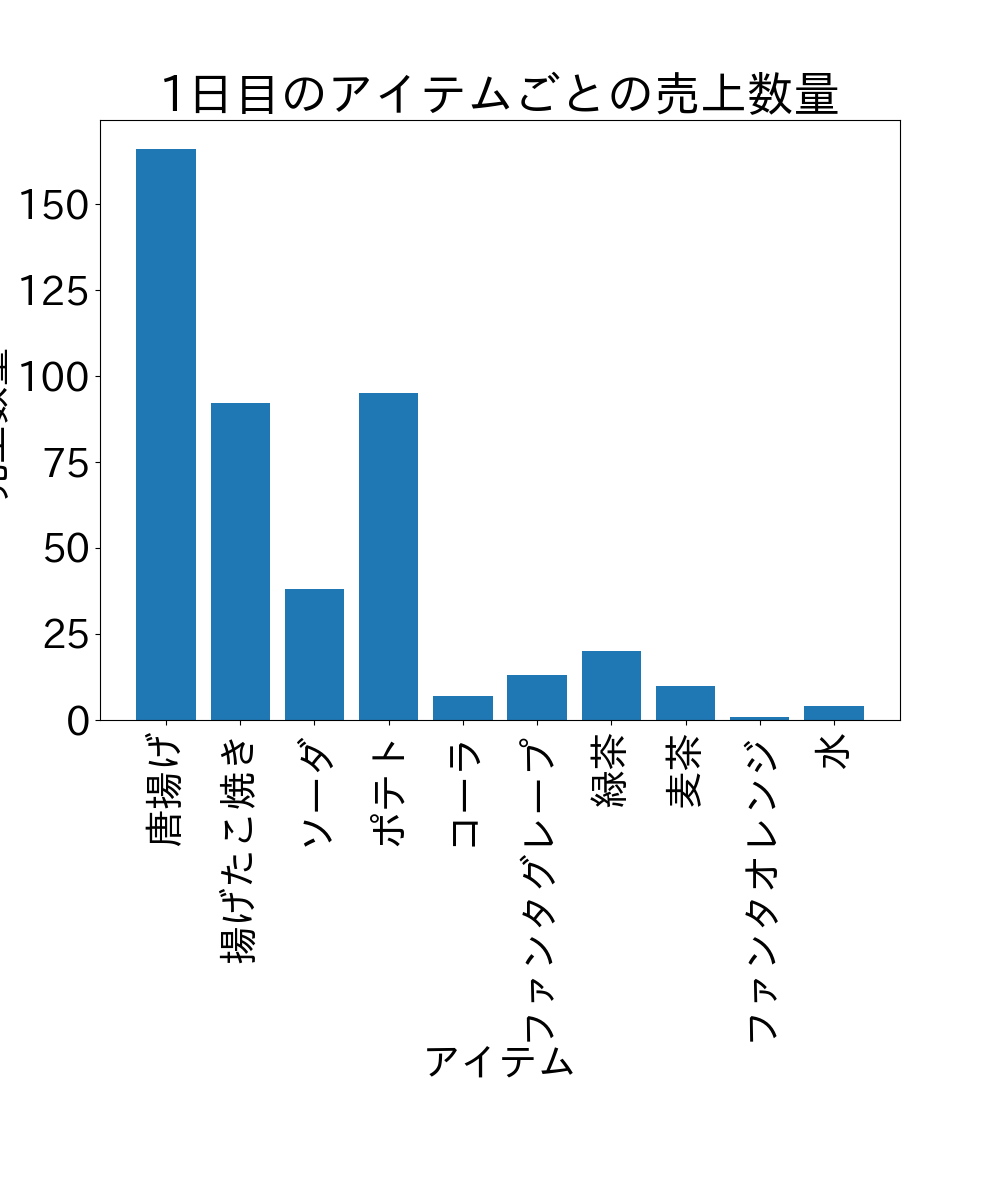 1日目のアイテムごとの売上数量
150
125
100
75
50
25
0
唐揚げ
揚げたこ焼き
ソーダ
ポテト
コーラ
ファンタグレープ
緑茶
麦茶
ファンタオレンジ
水
アイテム